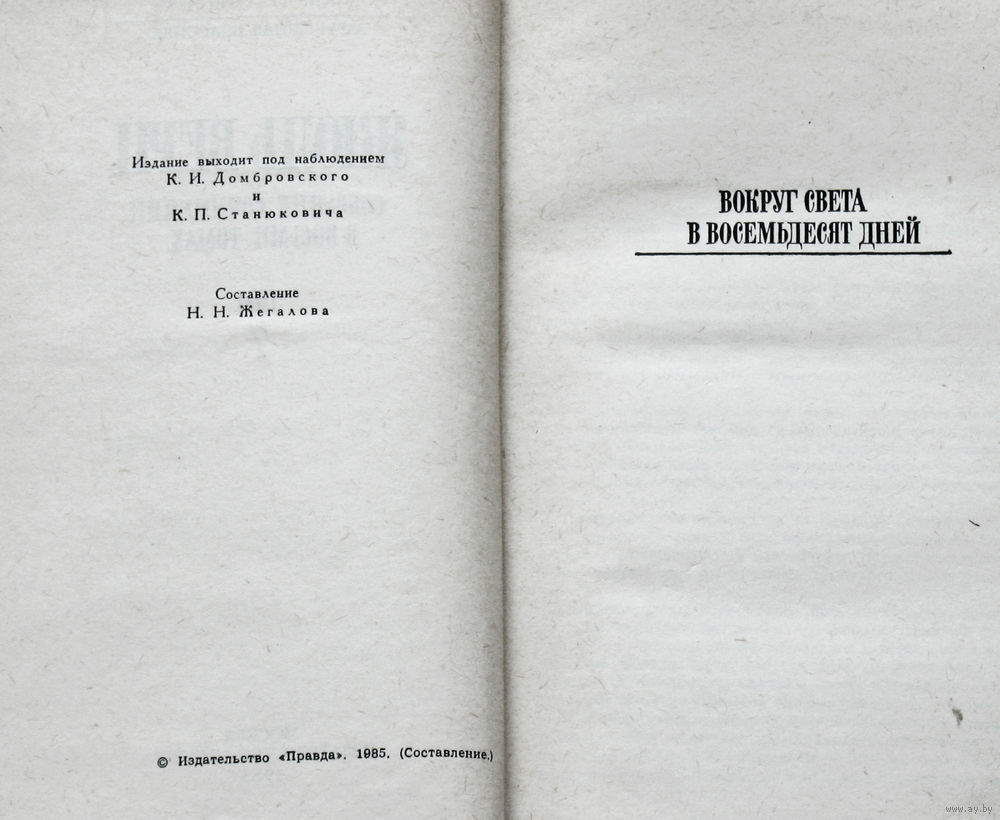 Издание выходит под наблюдением
К. И. Домбровского
и
К. П. Станюковича
Составление
Н. Н. Жегалова
© Издательство «Правда». 1985. (Составление.)
ВОКРУГ СВЕТА
В ВОСЕМЬДЕСЯТ ДНЕЙ
www.ay.by